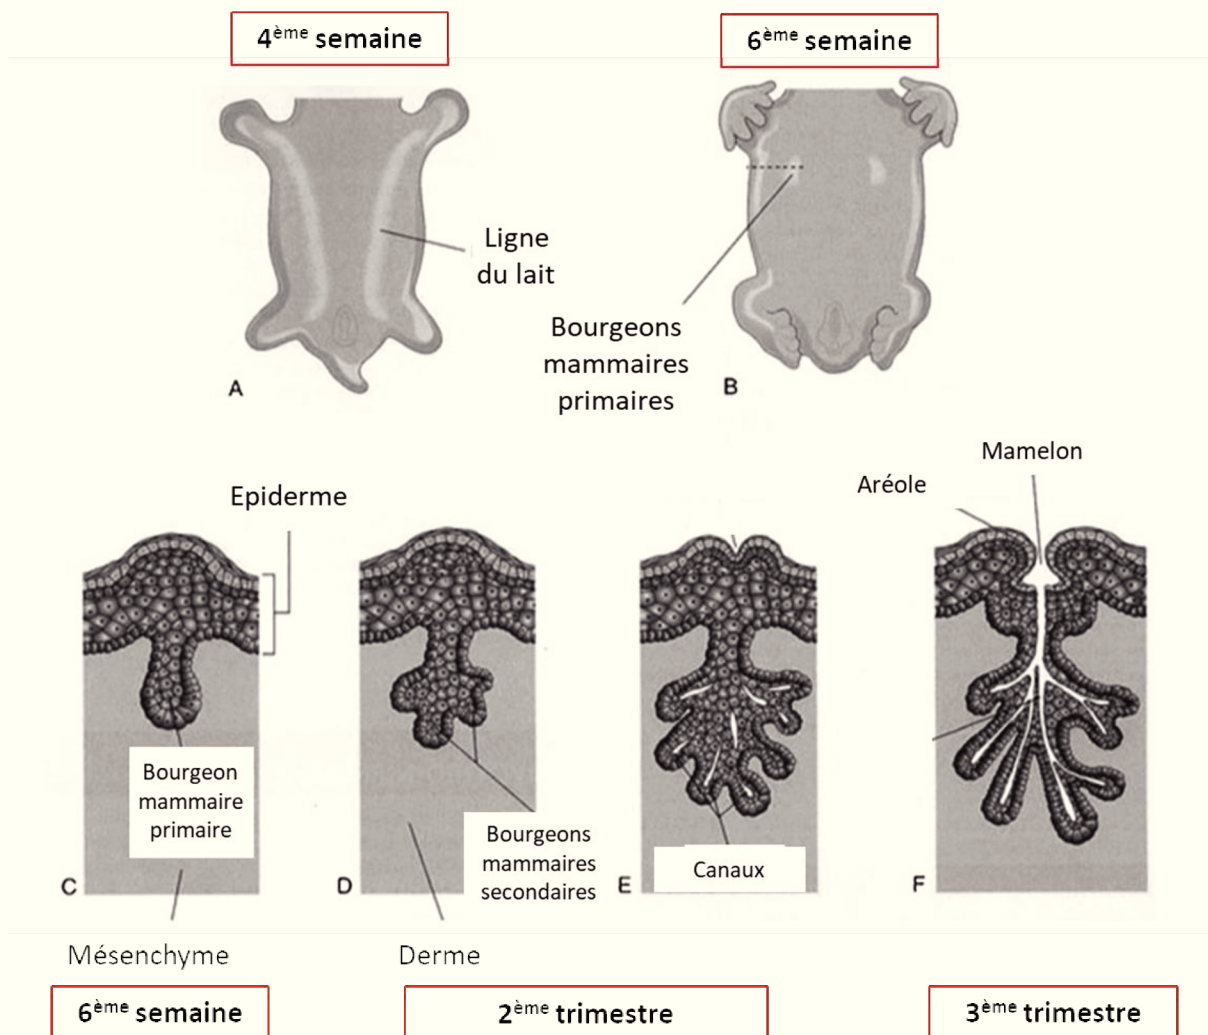 4ème semaine
6ème semaine
Ligne
du lait
Bourgeons
mammaires
primaires
A
B
Mamelon
Aréole
Epiderme
Bourgeon
mammaire
primaire
Bourgeons
mammaires
secondaires
Canaux
C
D
E
F
Mésenchyme
Derme
6ème semaine
2ème trimestre
3ème trimestre